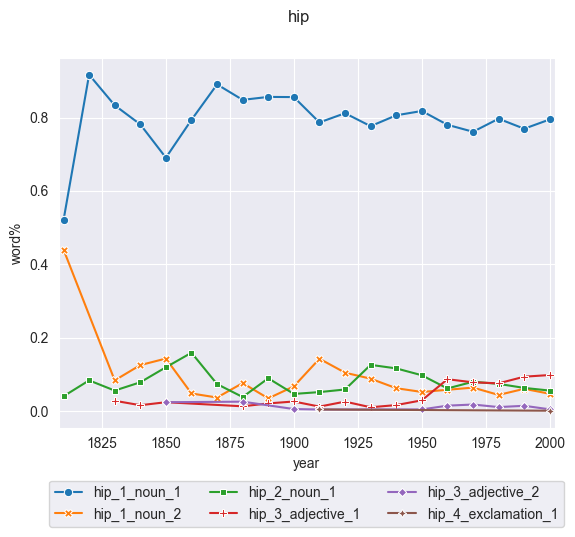 hip
0.8
0.6
0.4
0.2
0.0
word%
1825 1850 1875 1900 1925 1950 1975 2000
year
hip_1_noun_1 hip_2_noun_1 hip_3_adjective_2
hip_1_noun_2 hip_3_adjective_1 hip_4_exclamation_1